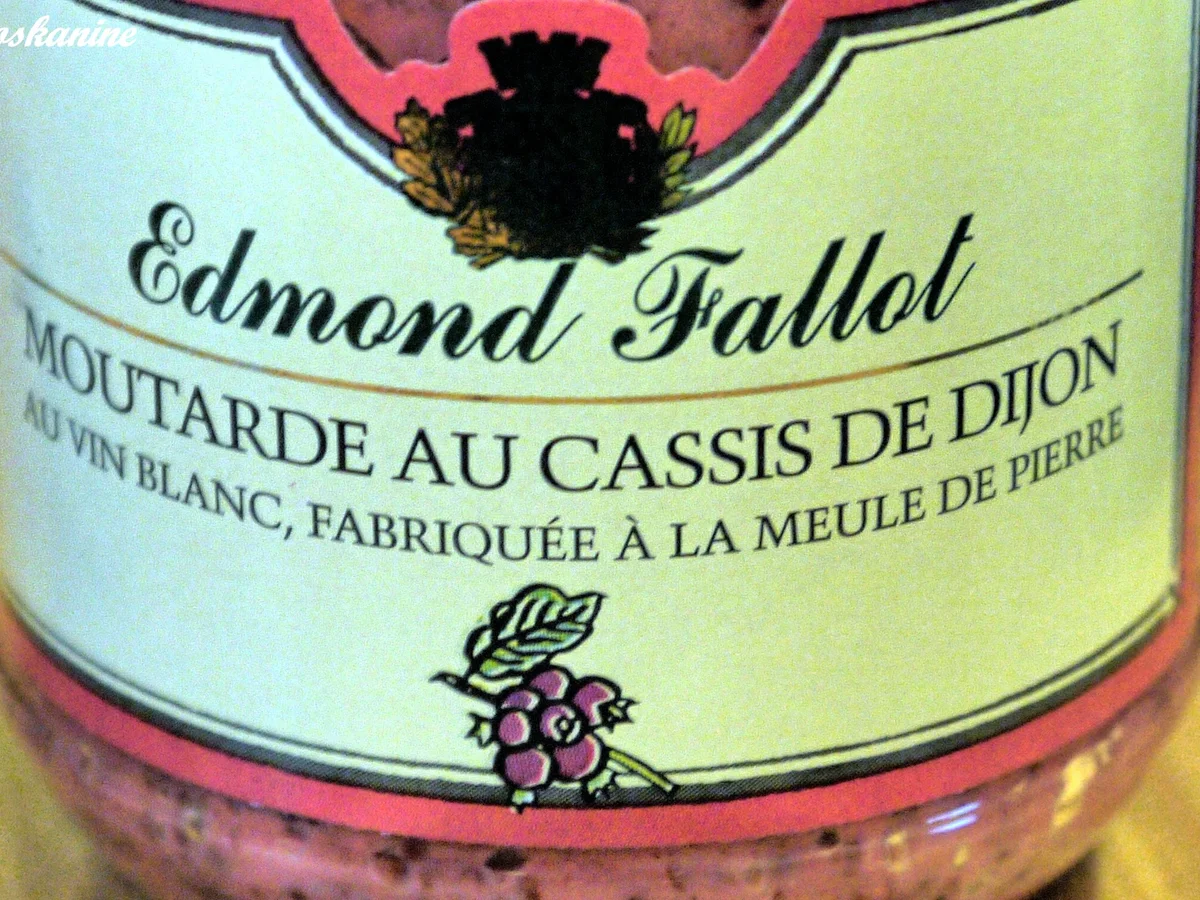 Edmond Fallot
MOUTARDE AU CASSIS DE DIJON
AU VIN BLANC, FABRIQUÉE À LA MEULE DE PIERRE